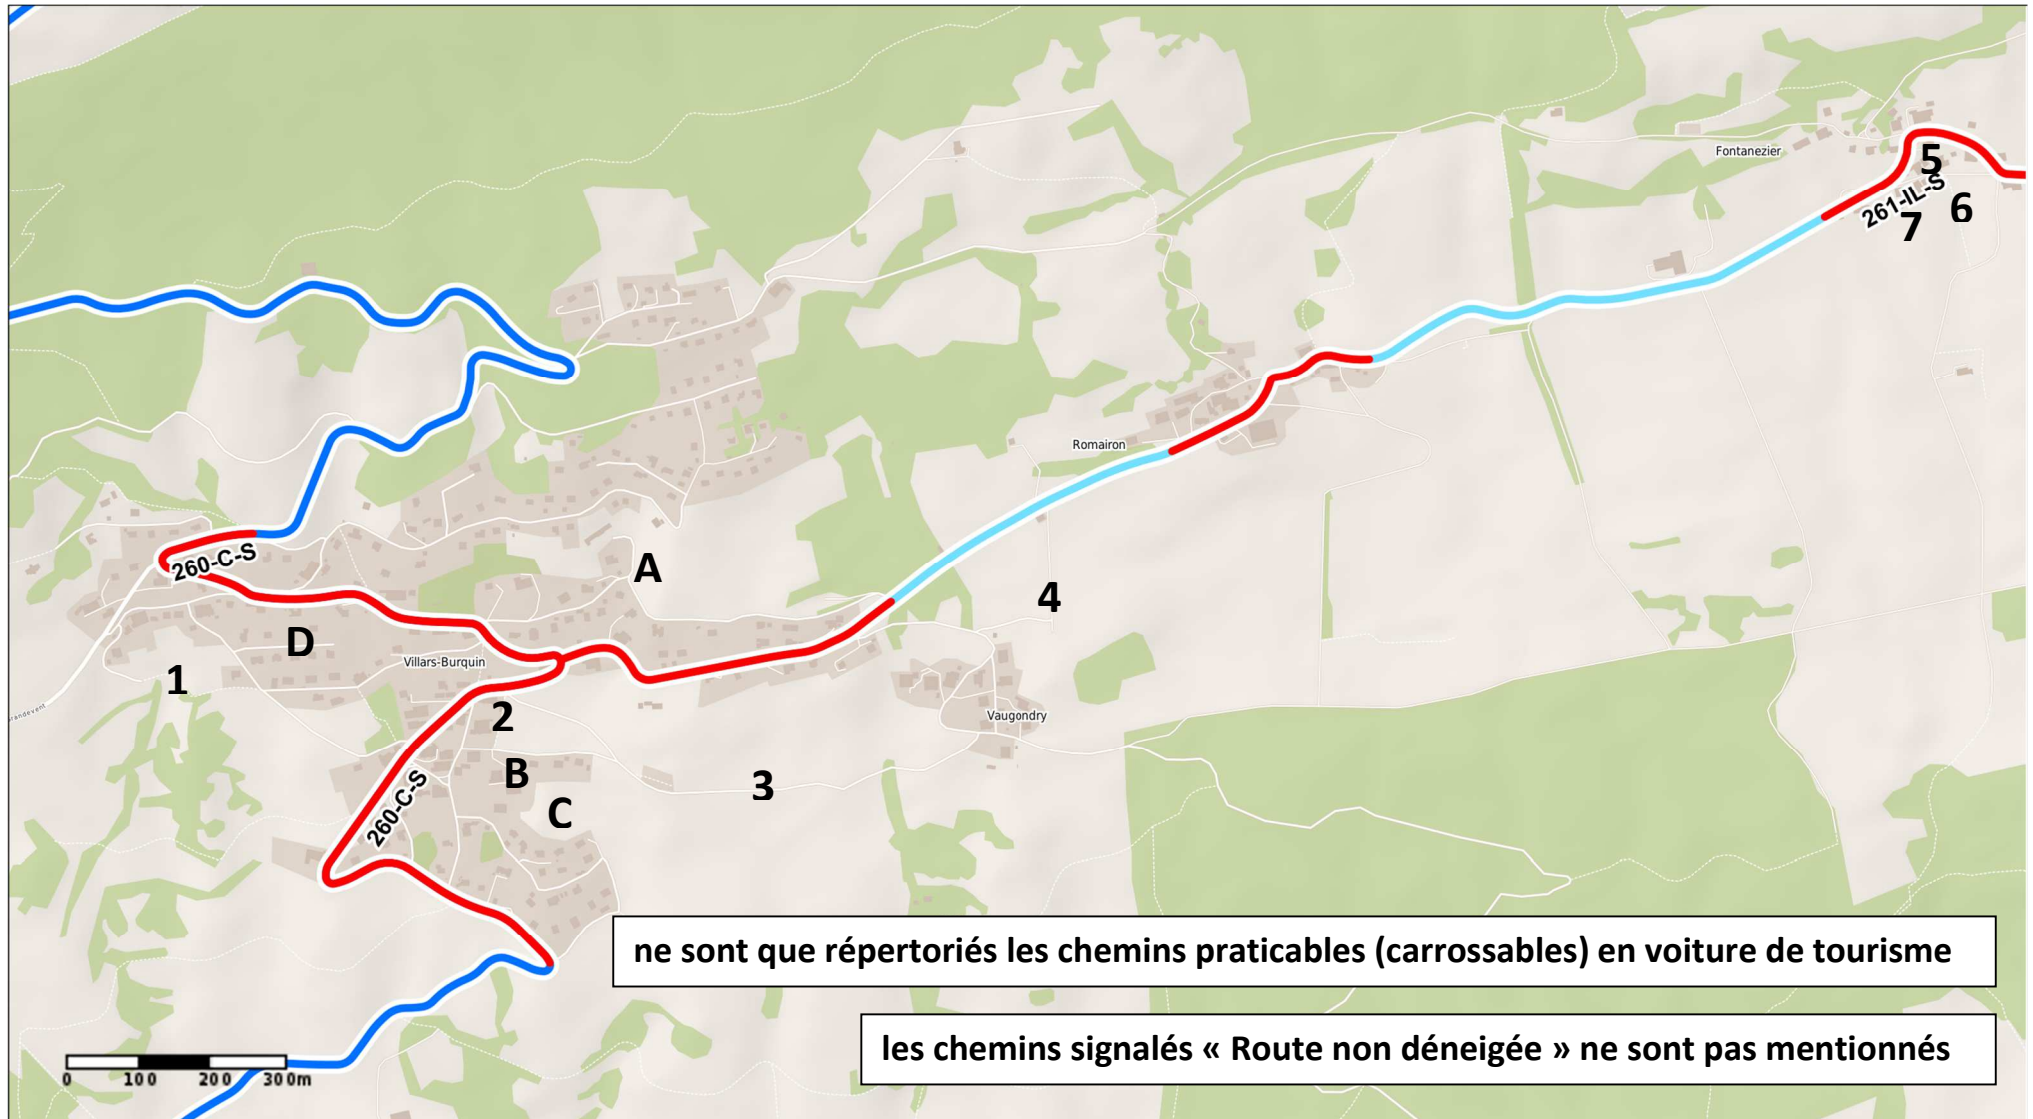 Fontanezier
5
261-IL-S
6
7
Romairon
260-C-S
A
4
D
Villars-Burquin
1
2
Vaugondry
randevent
B
3
260-C-S
C
ne sont que répertoriés les chemins praticables (carrossables) en voiture de tourisme
les chemins signalés « Route non déneigée » ne sont pas mentionnés
0 100 200 300m